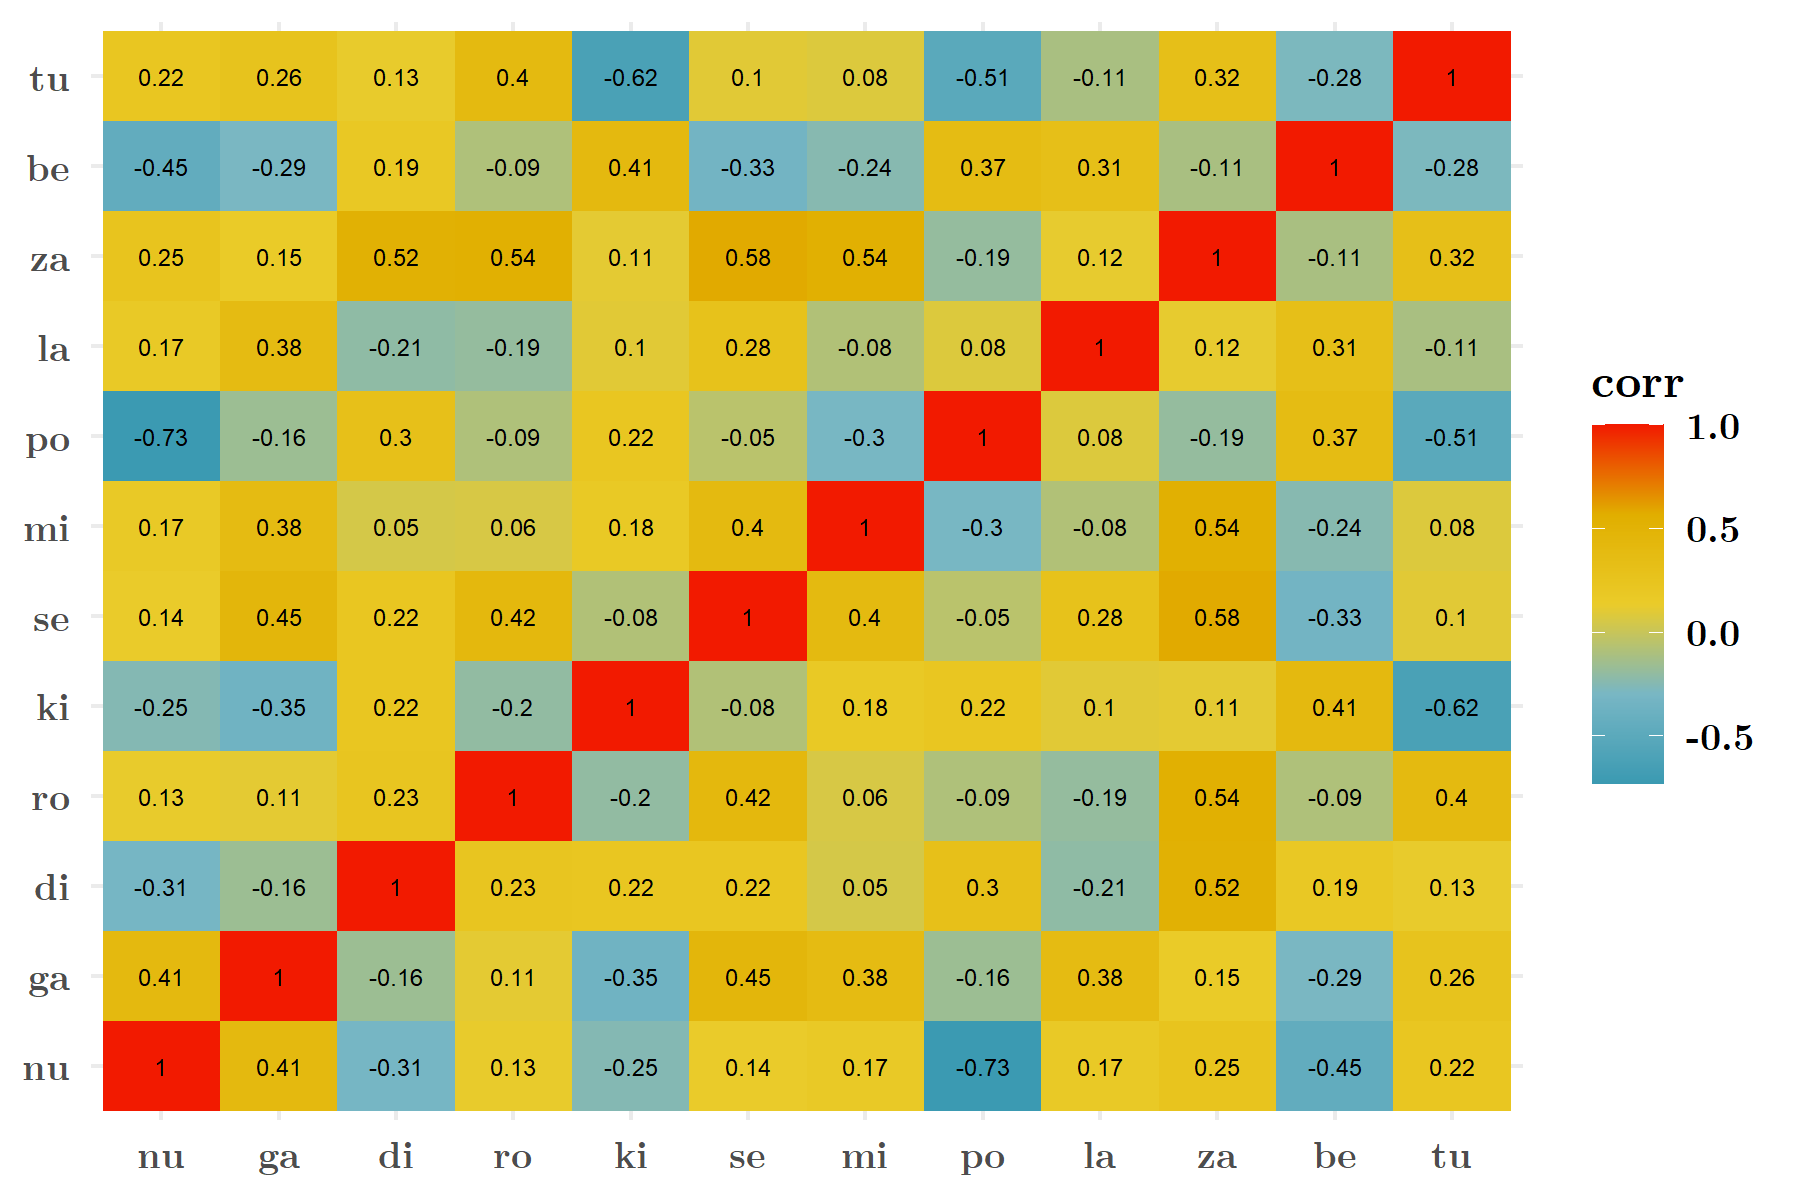 tu 0.22 0.26 0.13 0.4 -0.62 0.1 0.08 -0.51 -0.11 0.32 -0.28 1
be -0.45 -0.29 0.19 -0.09 0.41 -0.33 -0.24 0.37 0.31 -0.11 1 -0.28
za 0.25 0.15 0.52 0.54 0.11 0.58 0.54 -0.19 0.12 1 -0.11 0.32
la 0.17 0.38 -0.21 -0.19 0.1 0.28 -0.08 0.08 1 0.12 0.31 -0.11
po -0.73 -0.16 0.3 -0.09 0.22 -0.05 -0.3 1 0.08 -0.19 0.37 -0.51
mi 0.17 0.38 0.05 0.06 0.18 0.4 1 -0.3 -0.08 0.54 -0.24 0.08
se 0.14 0.45 0.22 0.42 -0.08 1 0.4 -0.05 0.28 0.58 -0.33 0.1
ki -0.25 -0.35 0.22 -0.2 1 -0.08 0.18 0.22 0.1 0.11 0.41 -0.62
ro 0.13 0.11 0.23 1 -0.2 0.42 0.06 -0.09 -0.19 0.54 -0.09 0.4
di -0.31 -0.16 1 0.23 0.22 0.22 0.05 0.3 -0.21 0.52 0.19 0.13
ga 0.41 1 -0.16 0.11 -0.35 0.45 0.38 -0.16 0.38 0.15 -0.29 0.26
nu 1 0.41 -0.31 0.13 -0.25 0.14 0.17 -0.73 0.17 0.25 -0.45 0.22
nu ga di ro ki se mi po la za be tu
corr
1.0
0.5
0.0
-0.5